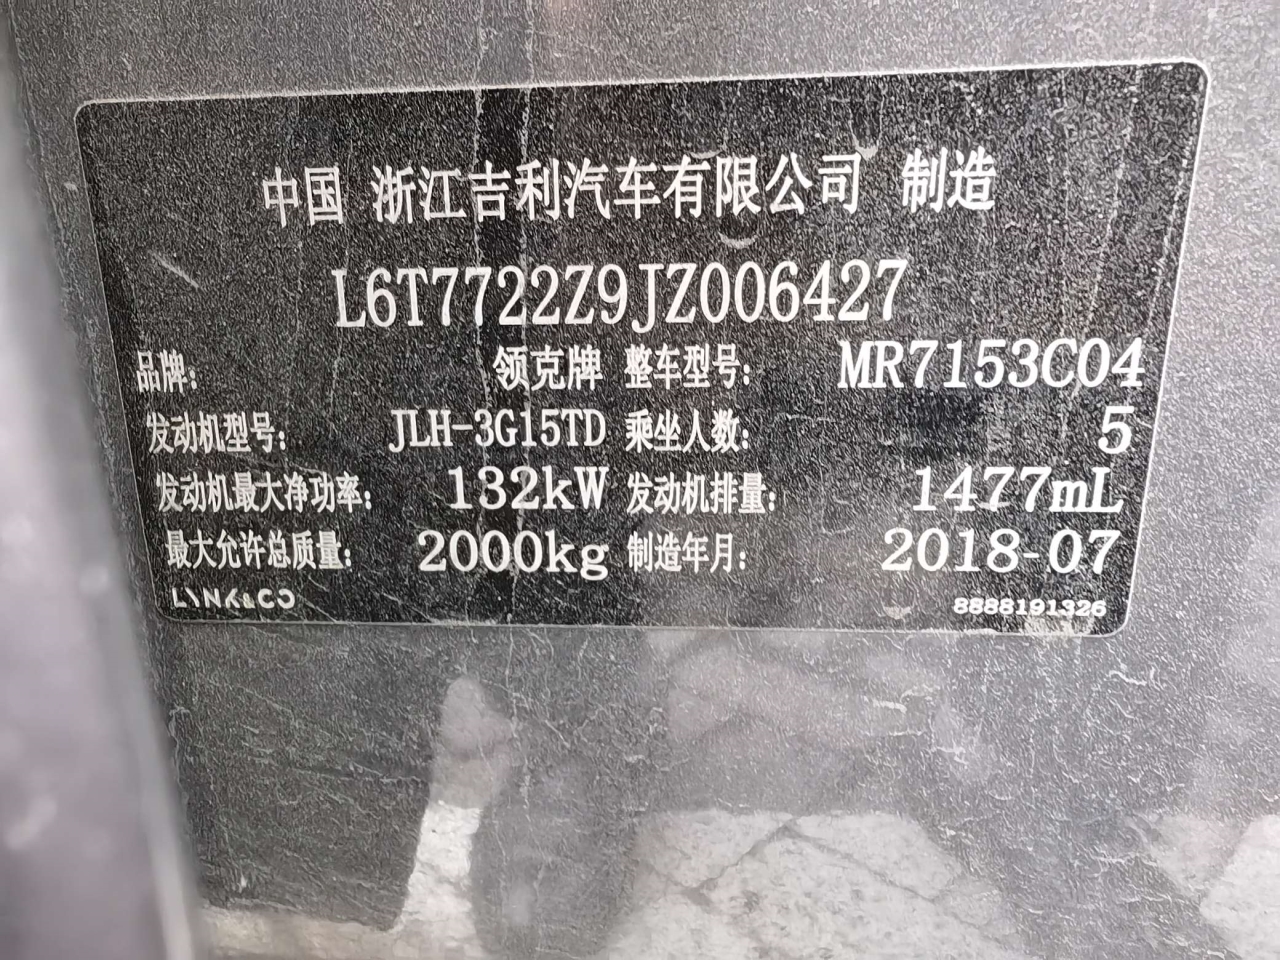 中国 浙江吉利汽车有限公司 制造
L6T7722Z9JZ006427
品牌: 领克牌 整车型号: MR7153C04
发动机型号: JLH-3G15TD 乘坐人数: 5
发动机最大净功率: 132kW 发动机排量: 1477mL
最大允许总质量: 2000kg 制造年月: 2018-07
LYNK&CO 8888191326